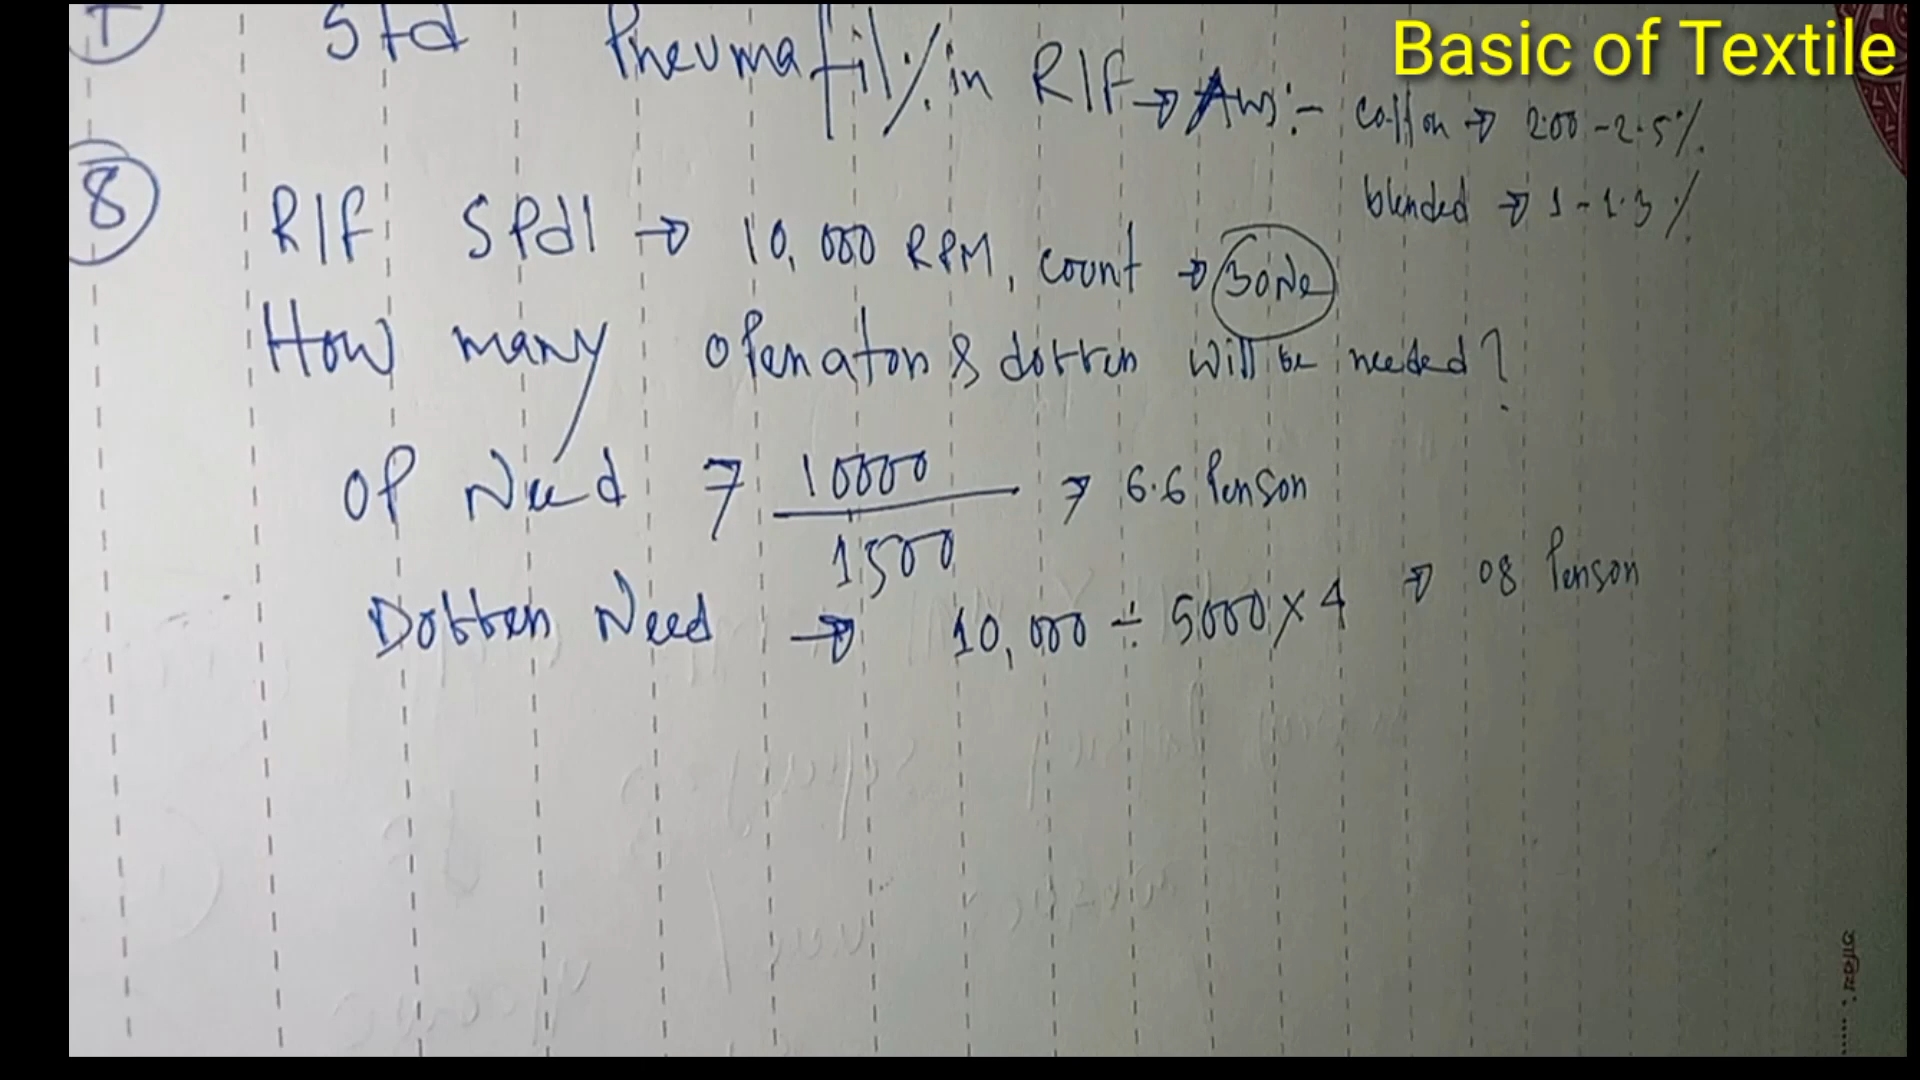 Basic of Textile
7 Std Pneumafil% in R/F → Ans:- cotton → 2.00 - 2.5%
blended → 1 - 1.3%
8 R/F Spdl → 10,000 RPM, count → 30Ne
How many operator & doffer will be needed?
OP Need ⇒ 10000/1500 ⇒ 6.6 Person
Doffer Need → 10,000 ÷ 5000 x 4 → 08 Person